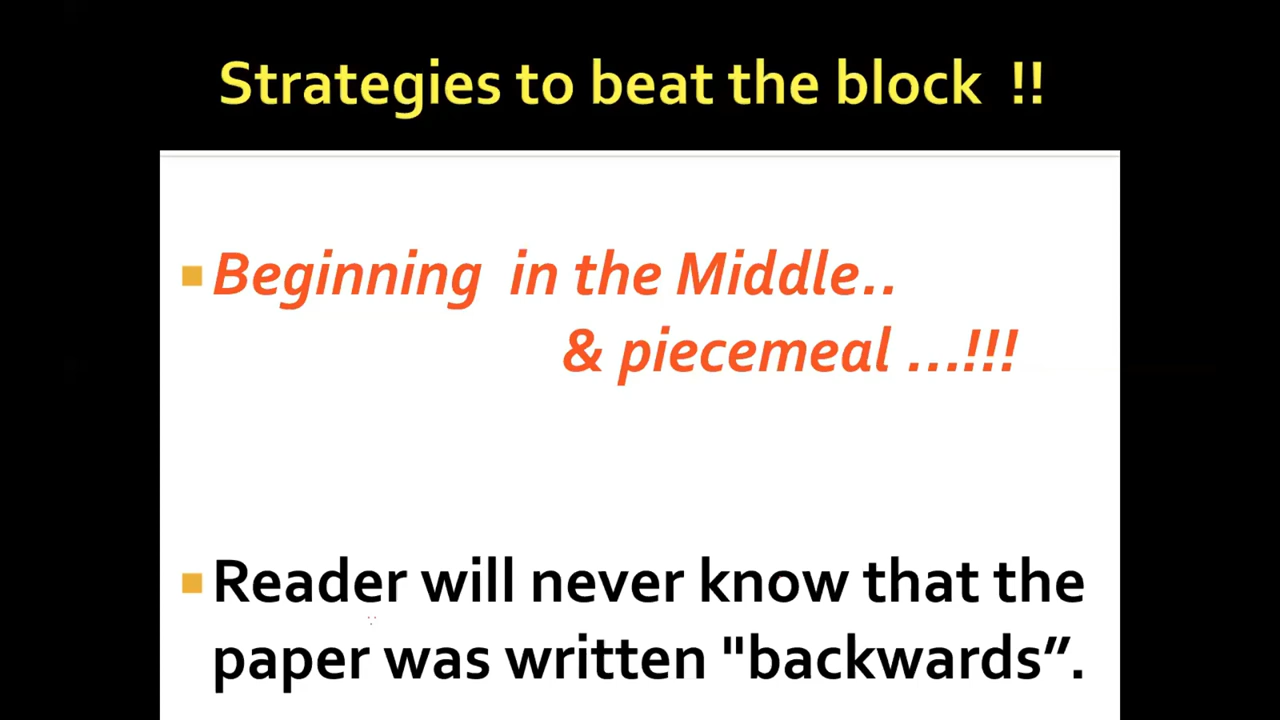 Strategies to beat the block !!
Beginning in the Middle..
& piecemeal ...!!!
Reader will never know that the
paper was written "backwards”.